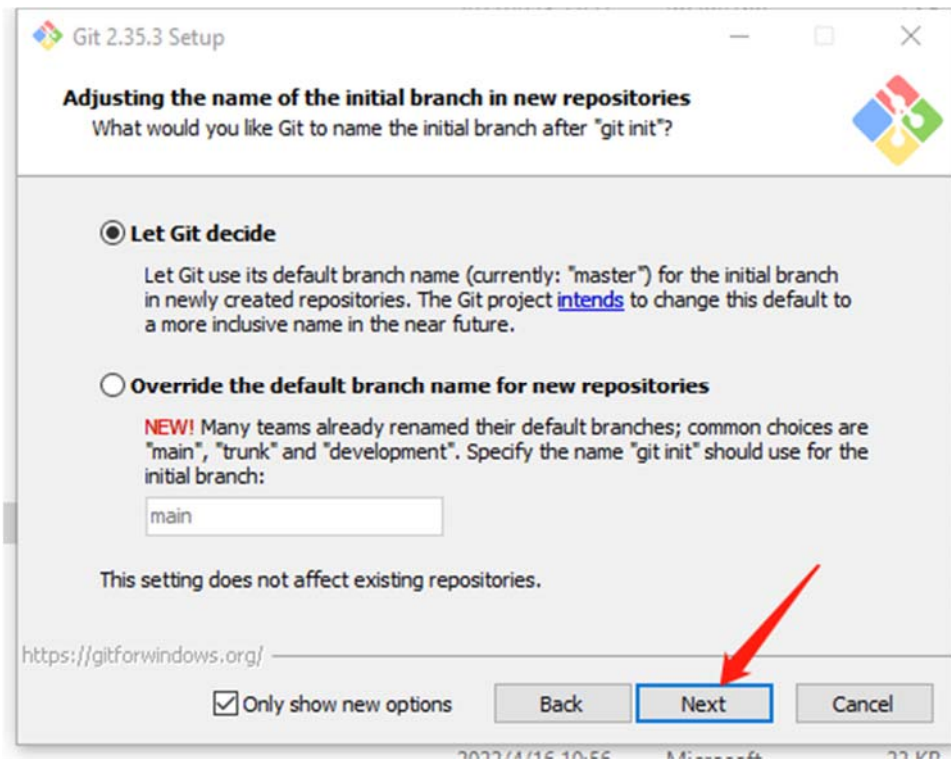 Git 2.35.3 Setup
Adjusting the name of the initial branch in new repositories
What would you like Git to name the initial branch after "git init"?
Let Git decide
Let Git use its default branch name (currently: "master") for the initial branch
in newly created repositories. The Git project intends to change this default to
a more inclusive name in the near future.
Override the default branch name for new repositories
NEW! Many teams already renamed their default branches; common choices are
"main", "trunk" and "development". Specify the name "git init" should use for the
initial branch:
main
This setting does not affect existing repositories.
https://gitforwindows.org/
Only show new options Back Next Cancel